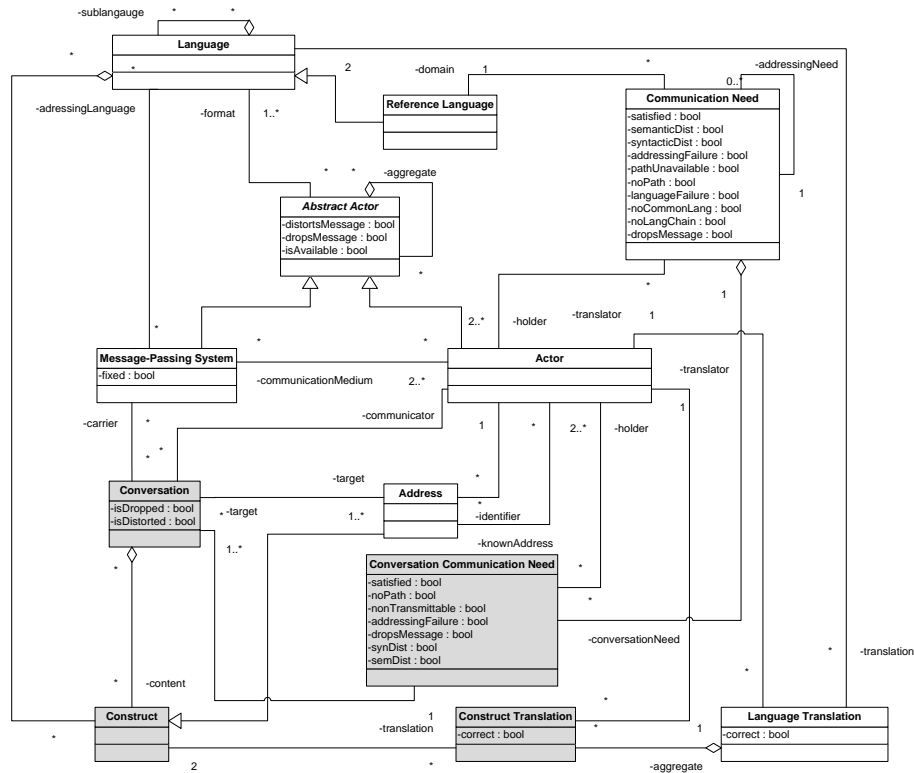 -sublangauge
*
*
Language
*
*
2
-domain
1
*
-addressingNeed
0..*
-adressingLanguage
-format
1..*
Reference Language
Communication Need
-satisfied : bool
-semanticDist : bool
-syntacticDist : bool
-addressingFailure : bool
-pathUnavailable : bool
-noPath : bool
-languageFailure : bool
-noCommonLang : bool
-noLangChain : bool
-dropsMessage : bool
1
*
*
-aggregate
Abstract Actor
-distortsMessage : bool
-dropsMessage : bool
-isAvailable : bool
*
*
1
2..*
-holder
-translator
1
*
*
*
Message-Passing System
-fixed : bool
Actor
-communicationMedium
2..*
-translator
-carrier
*
-communicator
1
*
2..*
-holder
1
*
*
Conversation
-isDropped : bool
-isDistorted : bool
-target
*
-target
1..*
1..*
Address
*
*
-identifier
-knownAddress
Conversation Communication Need
-satisfied : bool
-noPath : bool
-nonTransmittable : bool
-addressingFailure : bool
-dropsMessage : bool
-synDist : bool
-semDist : bool
*
*
*
-conversationNeed
*
-translation
*
*
-content
Construct
1
-translation
Construct Translation
-correct : bool
*
*
1
Language Translation
-correct : bool
*
2
*
-aggregate